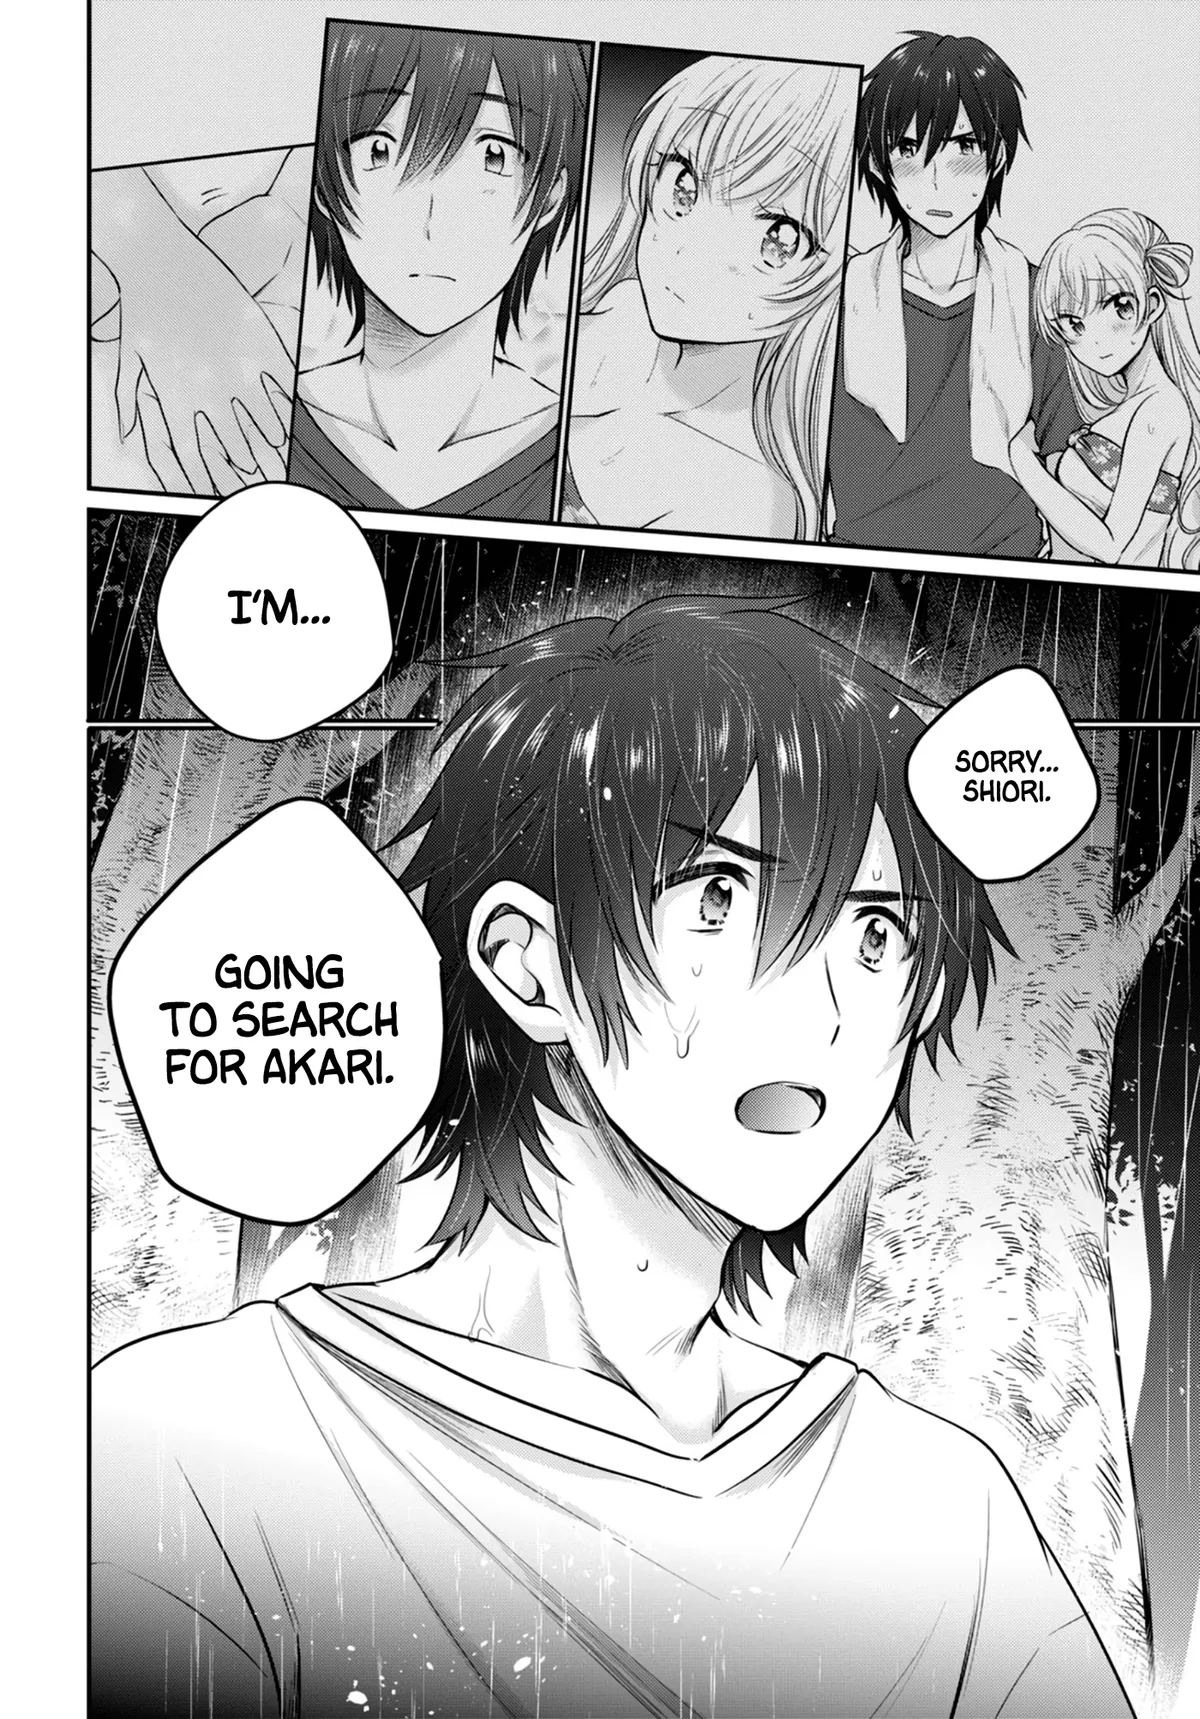 SORRY...
SHIORI.
I'M...
GOING
TO SEARCH
FOR AKARI.